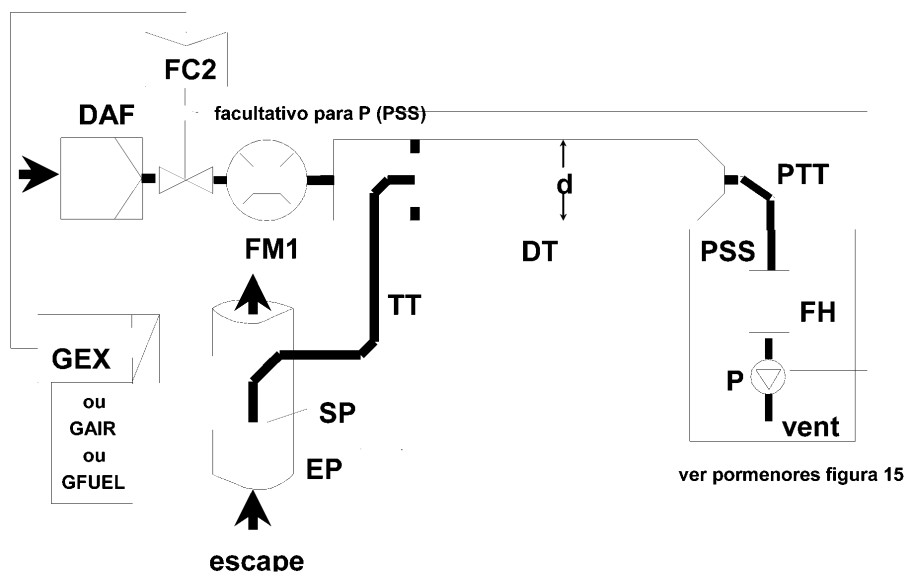 FC2
DAF
facultativo para P (PSS)
d
PTT
FM1
DT
PSS
TT
FH
GEX
ou
GAIR
ou
GFUEL
P
SP
vent
EP
ver pormenores figura 15
escape